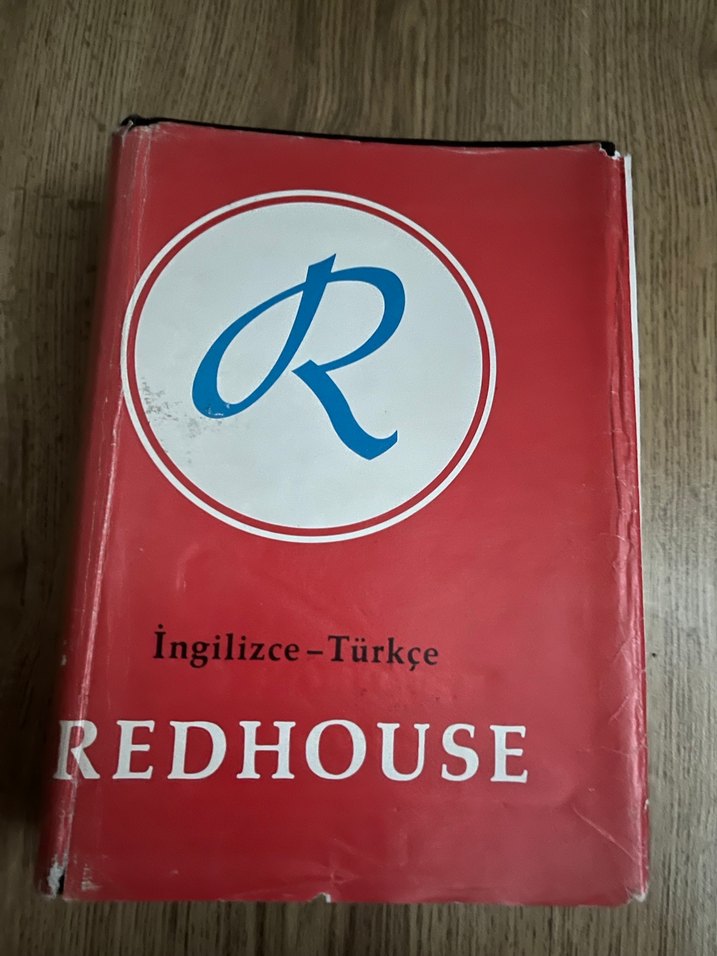 R
İngilizce – Türkçe
REDHOUSE